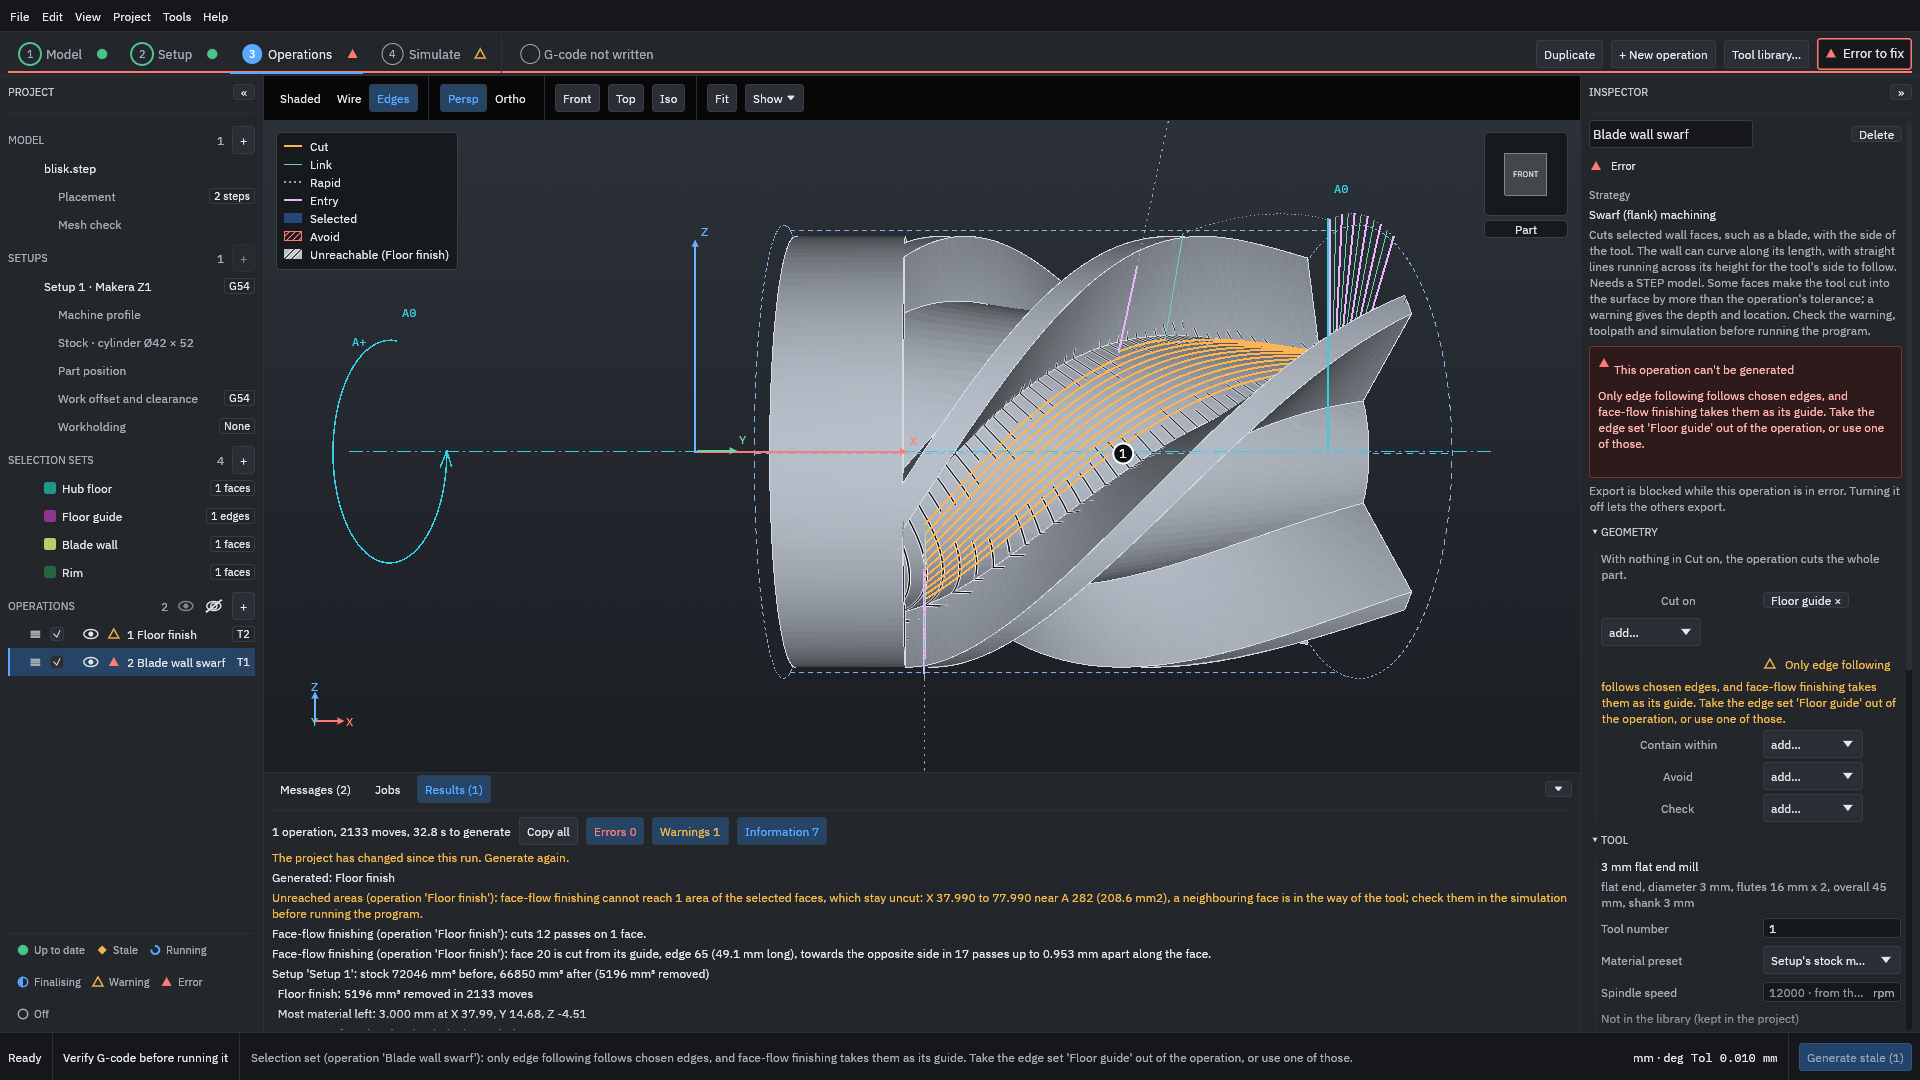 File Edit View Project Tools Help
1 Model 2 Setup 3 Operations 4 Simulate G-code not written Duplicate + New operation Tool library... Error to fix
PROJECT «
MODEL 1 +
blisk.step
Placement 2 steps
Mesh check
SETUPS 1 +
Setup 1 · Makera Z1 G54
Machine profile
Stock · cylinder Ø42 × 52
Part position
Work offset and clearance G54
Workholding None
SELECTION SETS 4 +
Hub floor 1 faces
Floor guide 1 edges
Blade wall 1 faces
Rim 1 faces
OPERATIONS 2 +
1 Floor finish T2
2 Blade wall swarf T1
Up to date Stale Running
Finalising Warning Error
Off
Shaded Wire Edges Persp Ortho Front Top Iso Fit Show
Cut
Link
Rapid
Entry
Selected
Avoid
Unreachable (Floor finish)
A0
A+
Z
Y
X
A0
1
Z
Y
X
FRONT
Part
Messages (2) Jobs Results (1)
1 operation, 2133 moves, 32.8 s to generate Copy all Errors 0 Warnings 1 Information 7
The project has changed since this run. Generate again.
Generated: Floor finish
Unreached areas (operation 'Floor finish'): face-flow finishing cannot reach 1 area of the selected faces, which stay uncut: X 37.990 to 77.990 near A 282 (208.6 mm2), a neighbouring face is in the way of the tool; check them in the simulation
before running the program.
Face-flow finishing (operation 'Floor finish'): cuts 12 passes on 1 face.
Face-flow finishing (operation 'Floor finish'): face 20 is cut from its guide, edge 65 (49.1 mm long), towards the opposite side in 17 passes up to 0.953 mm apart along the face.
Setup 'Setup 1': stock 72046 mm³ before, 66850 mm³ after (5196 mm³ removed)
Floor finish: 5196 mm³ removed in 2133 moves
Most material left: 3.000 mm at X 37.99, Y 14.68, Z -4.51
INSPECTOR »
Blade wall swarf Delete
Error
Strategy
Swarf (flank) machining
Cuts selected wall faces, such as a blade, with the side
of the tool. The wall can curve along its length, with straight
lines running across its height for the tool's side to follow.
Needs a STEP model. Some faces make the tool cut into
the surface by more than the operation's tolerance; a
warning gives the depth and location. Check the warning,
toolpath and simulation before running the program.
This operation can't be generated
Only edge following follows chosen edges, and
face-flow finishing takes them as its guide. Take the
edge set 'Floor guide' out of the operation, or use one
of those.
Export is blocked while this operation is in error. Turning it
off lets the others export.
GEOMETRY
With nothing in Cut on, the operation cuts the whole
part.
Cut on Floor guide ×
add...
Only edge following
follows chosen edges, and face-flow finishing takes
them as its guide. Take the edge set 'Floor guide' out of
the operation, or use one of those.
Contain within add...
Avoid add...
Check add...
TOOL
3 mm flat end mill
flat end, diameter 3 mm, flutes 16 mm x 2, overall 45
mm, shank 3 mm
Tool number 1
Material preset Setup's stock m...
Spindle speed 12000 · from th... rpm
Not in the library (kept in the project)
Ready Verify G-code before running it Selection set (operation 'Blade wall swarf'): only edge following follows chosen edges, and face-flow finishing takes them as its guide. Take the edge set 'Floor guide' out of the operation, or use one of those. mm · deg Tol 0.010 mm Generate stale (1)